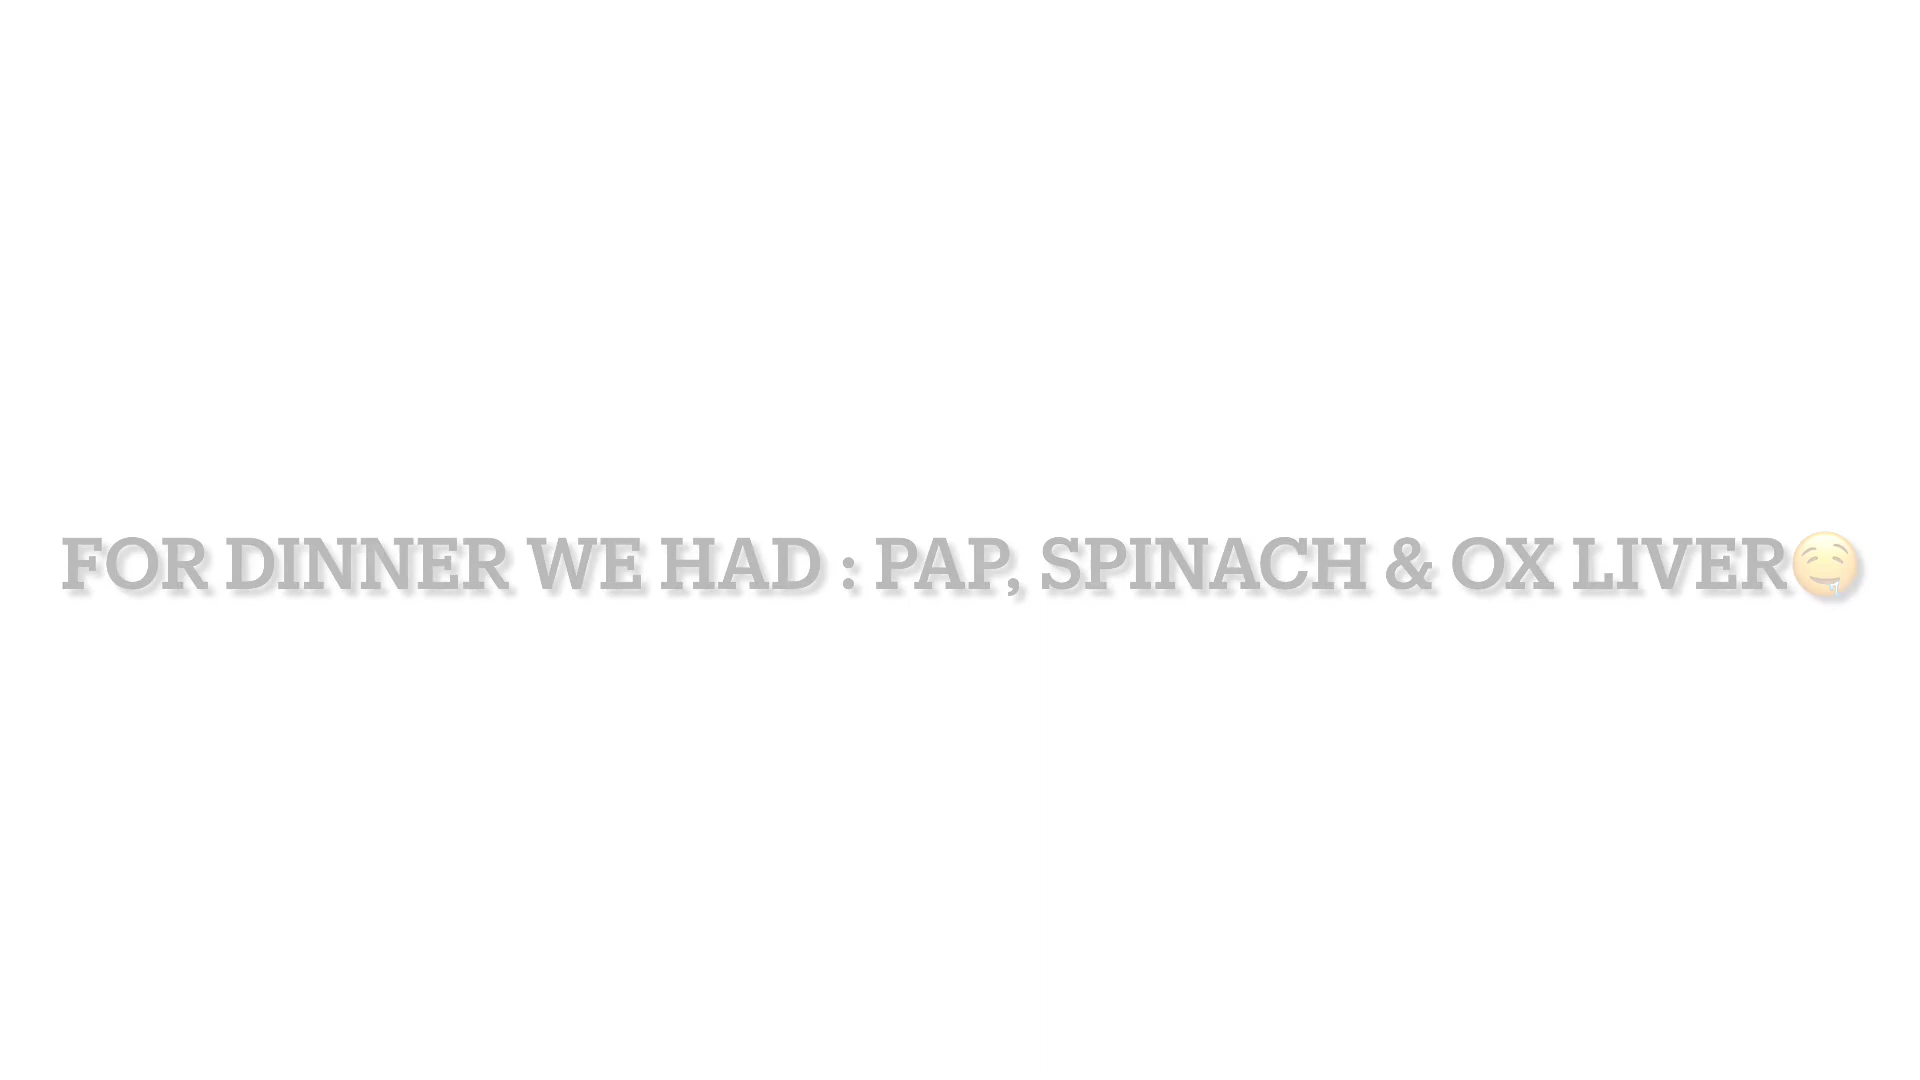 FOR DINNER WE HAD : PAP, SPINACH & OX LIVER🤤